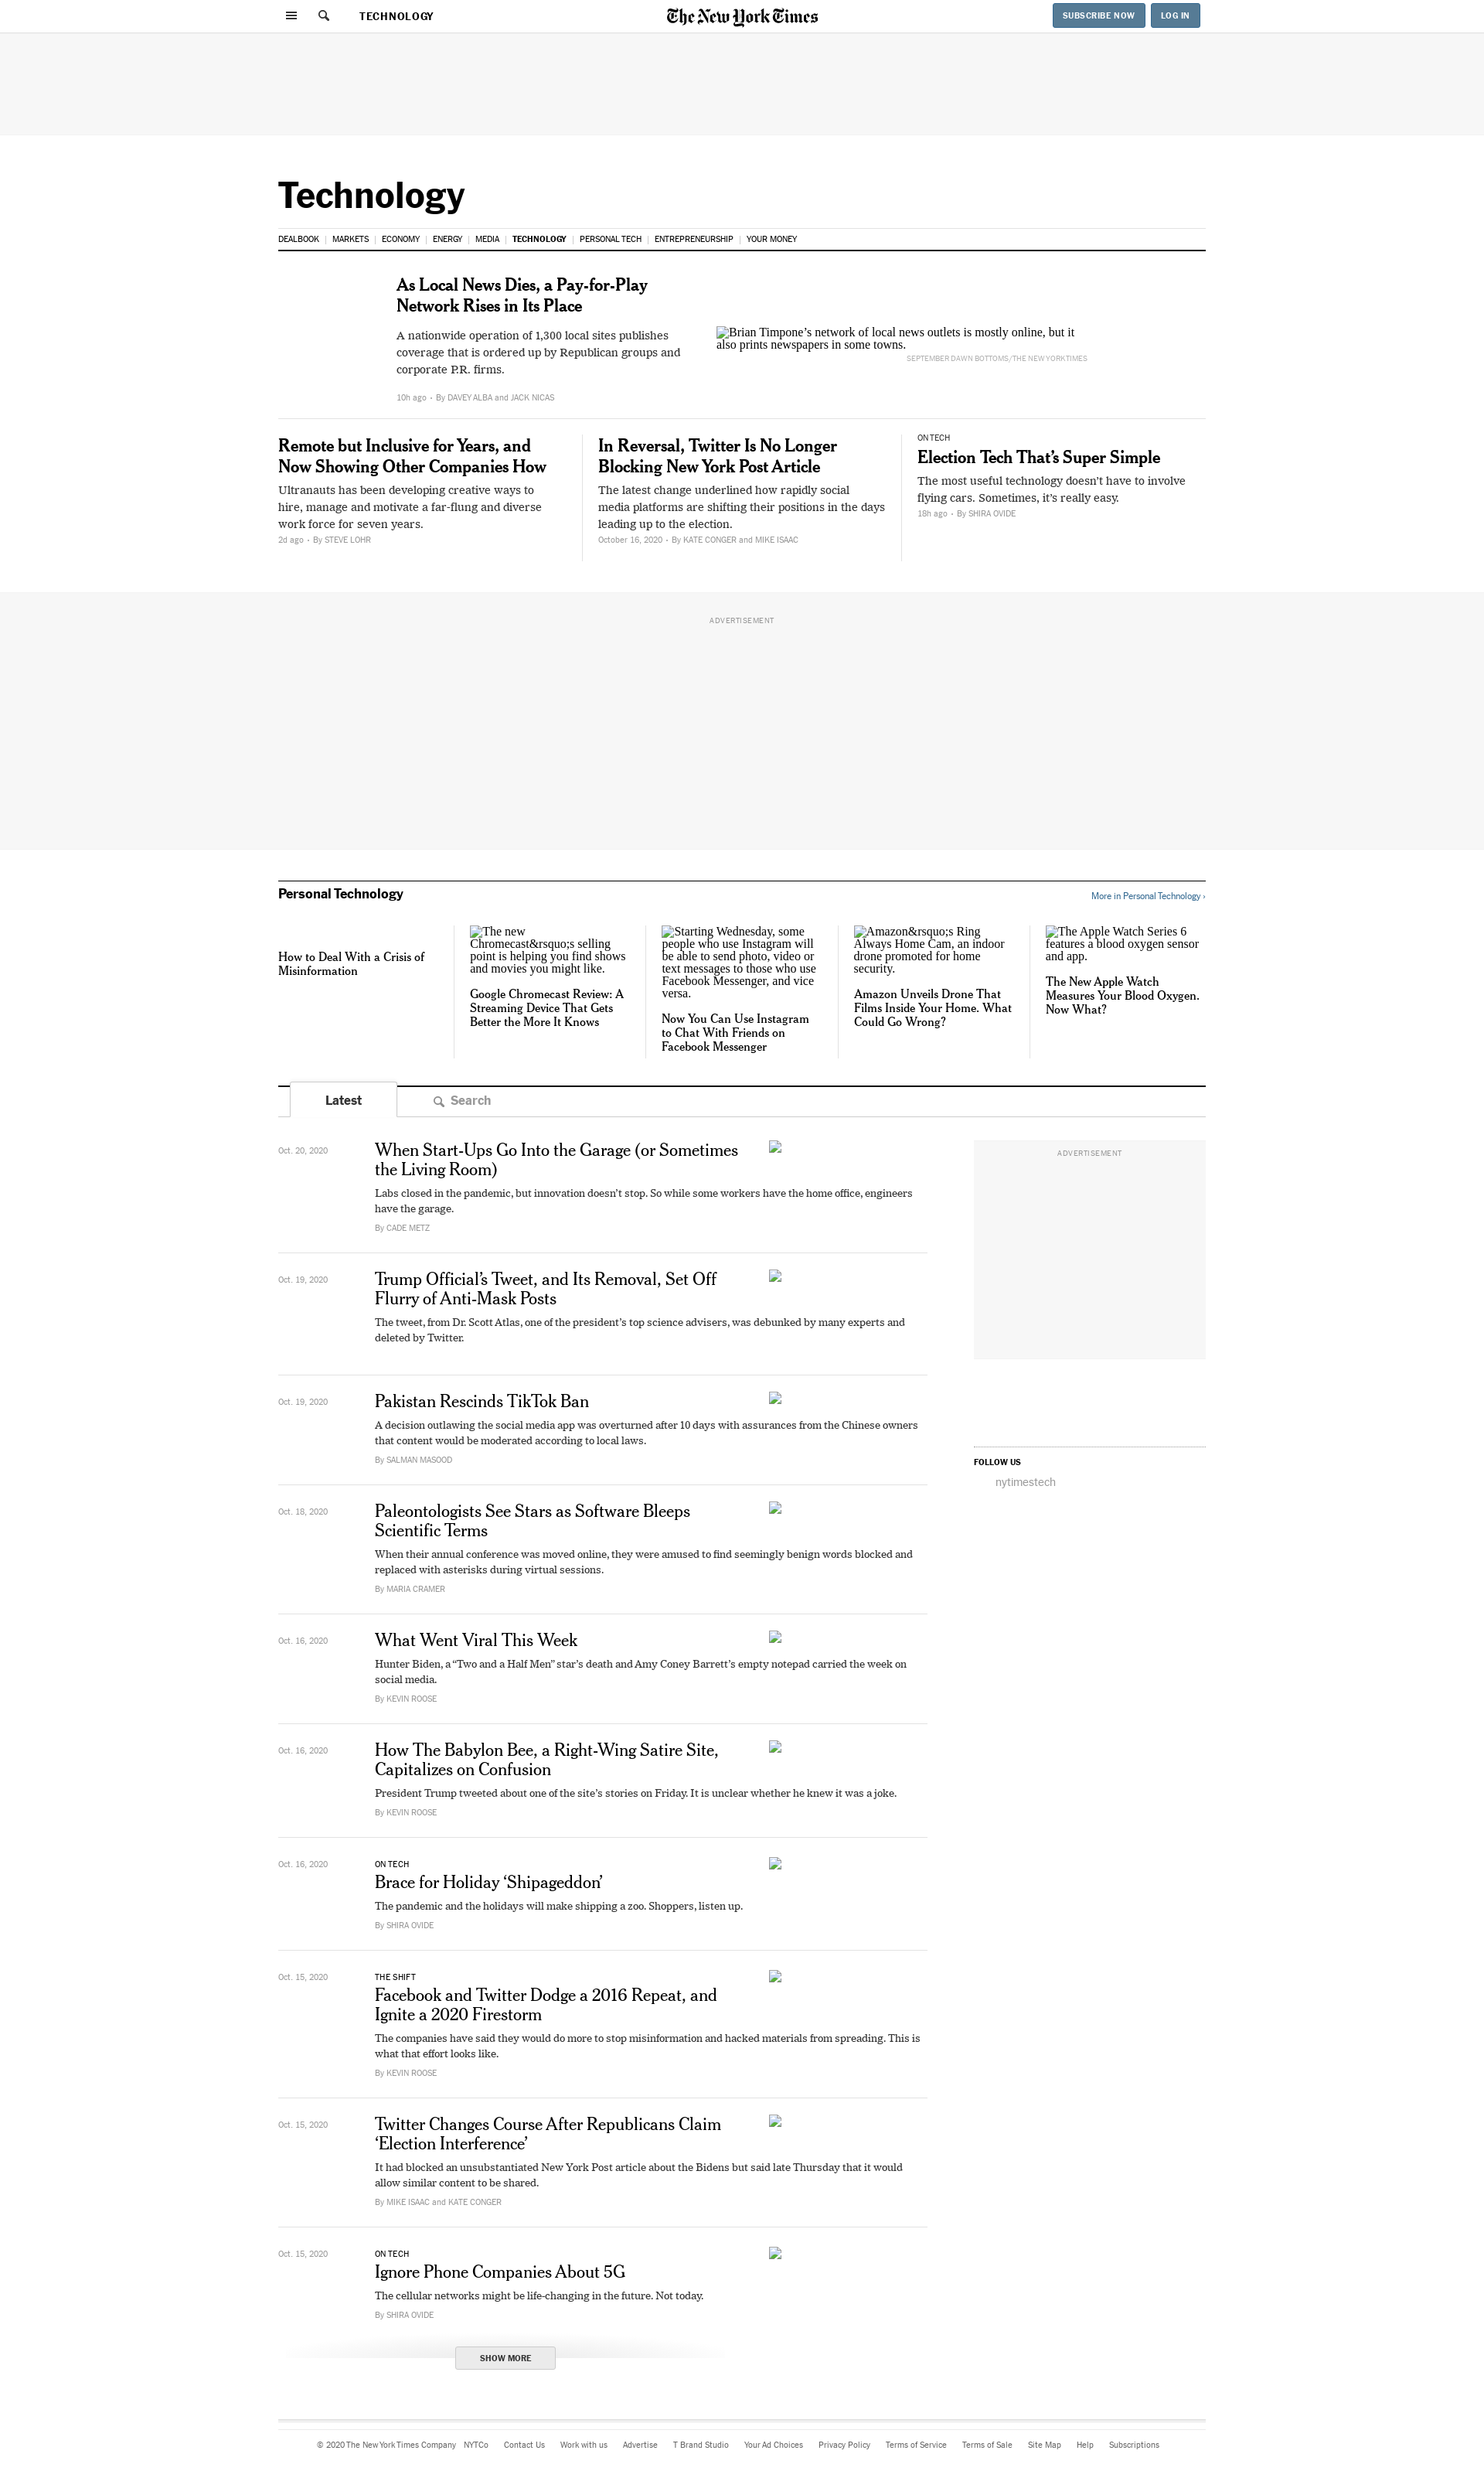 TECHNOLOGY
The New York Times
SUBSCRIBE NOW
LOG IN
Technology
DEALBOOK | MARKETS | ECONOMY | ENERGY | MEDIA | TECHNOLOGY | PERSONAL TECH | ENTREPRENEURSHIP | YOUR MONEY
As Local News Dies, a Pay-for-Play
Network Rises in Its Place
A nationwide operation of 1,300 local sites publishes
coverage that is ordered up by Republican groups and
corporate P.R. firms.
10h ago • By DAVEY ALBA and JACK NICAS
Brian Timpone’s network of local news outlets is mostly online, but it
also prints newspapers in some towns.
SEPTEMBER DAWN BOTTOMS/THE NEW YORK TIMES
Remote but Inclusive for Years, and
Now Showing Other Companies How
Ultranauts has been developing creative ways to
hire, manage and motivate a far-flung and diverse
work force for seven years.
2d ago • By STEVE LOHR
In Reversal, Twitter Is No Longer
Blocking New York Post Article
The latest change underlined how rapidly social
media platforms are shifting their positions in the days
leading up to the election.
October 16, 2020 • By KATE CONGER and MIKE ISAAC
ON TECH
Election Tech That’s Super Simple
The most useful technology doesn’t have to involve
flying cars. Sometimes, it’s really easy.
18h ago • By SHIRA OVIDE
ADVERTISEMENT
Personal Technology
More in Personal Technology ›
How to Deal With a Crisis of
Misinformation
The new
Chromecast&rsquo;s selling
point is helping you find shows
and movies you might like.
Google Chromecast Review: A
Streaming Device That Gets
Better the More It Knows
Starting Wednesday, some
people who use Instagram will
be able to send photo, video or
text messages to those who use
Facebook Messenger, and vice
versa.
Now You Can Use Instagram
to Chat With Friends on
Facebook Messenger
Amazon&rsquo;s Ring
Always Home Cam, an indoor
drone promoted for home
security.
Amazon Unveils Drone That
Films Inside Your Home. What
Could Go Wrong?
The Apple Watch Series 6
features a blood oxygen sensor
and app.
The New Apple Watch
Measures Your Blood Oxygen.
Now What?
Latest
Search
Oct. 20, 2020
When Start-Ups Go Into the Garage (or Sometimes
the Living Room)
Labs closed in the pandemic, but innovation doesn’t stop. So while some workers have the home office, engineers
have the garage.
By CADE METZ
ADVERTISEMENT
Oct. 19, 2020
Trump Official’s Tweet, and Its Removal, Set Off
Flurry of Anti-Mask Posts
The tweet, from Dr. Scott Atlas, one of the president’s top science advisers, was debunked by many experts and
deleted by Twitter.
Oct. 19, 2020
Pakistan Rescinds TikTok Ban
A decision outlawing the social media app was overturned after 10 days with assurances from the Chinese owners
that content would be moderated according to local laws.
By SALMAN MASOOD
FOLLOW US
nytimestech
Oct. 18, 2020
Paleontologists See Stars as Software Bleeps
Scientific Terms
When their annual conference was moved online, they were amused to find seemingly benign words blocked and
replaced with asterisks during virtual sessions.
By MARIA CRAMER
Oct. 16, 2020
What Went Viral This Week
Hunter Biden, a “Two and a Half Men” star’s death and Amy Coney Barrett’s empty notepad carried the week on
social media.
By KEVIN ROOSE
Oct. 16, 2020
How The Babylon Bee, a Right-Wing Satire Site,
Capitalizes on Confusion
President Trump tweeted about one of the site’s stories on Friday. It is unclear whether he knew it was a joke.
By KEVIN ROOSE
Oct. 16, 2020
ON TECH
Brace for Holiday ‘Shipageddon’
The pandemic and the holidays will make shipping a zoo. Shoppers, listen up.
By SHIRA OVIDE
Oct. 15, 2020
THE SHIFT
Facebook and Twitter Dodge a 2016 Repeat, and
Ignite a 2020 Firestorm
The companies have said they would do more to stop misinformation and hacked materials from spreading. This is
what that effort looks like.
By KEVIN ROOSE
Oct. 15, 2020
Twitter Changes Course After Republicans Claim
‘Election Interference’
It had blocked an unsubstantiated New York Post article about the Bidens but said late Thursday that it would
allow similar content to be shared.
By MIKE ISAAC and KATE CONGER
Oct. 15, 2020
ON TECH
Ignore Phone Companies About 5G
The cellular networks might be life-changing in the future. Not today.
By SHIRA OVIDE
SHOW MORE
© 2020 The New York Times Company NYTCo Contact Us Work with us Advertise T Brand Studio Your Ad Choices Privacy Policy Terms of Service Terms of Sale Site Map Help Subscriptions